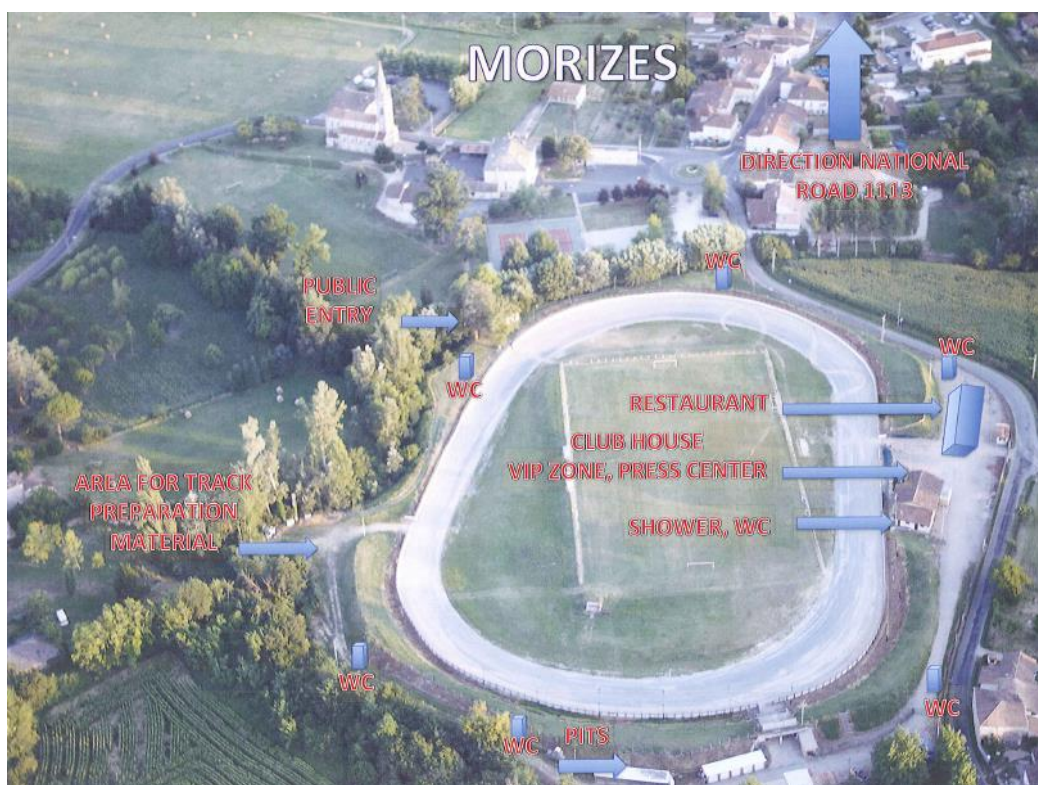 MORIZES
DIRECTION NATIONAL
ROAD 1113
WC
PUBLIC
ENTRY
WC
WC
RESTAURANT
CLUB HOUSE
VIP ZONE, PRESS CENTER
AREA FOR TRACK
PREPARATION
MATERIAL
SHOWER, WC
WC
WC
WC
PITS